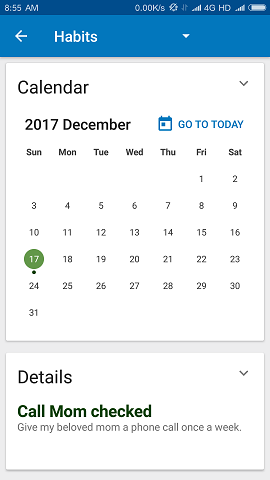 8:55 AM 0.00K/s 4G HD
Habits
Calendar
2017 December GO TO TODAY
Sun Mon Tue Wed Thu Fri Sat
1 2
3 4 5 6 7 8 9
10 11 12 13 14 15 16
17 18 19 20 21 22 23
24 25 26 27 28 29 30
31
Details
Call Mom checked
Give my beloved mom a phone call once a week.